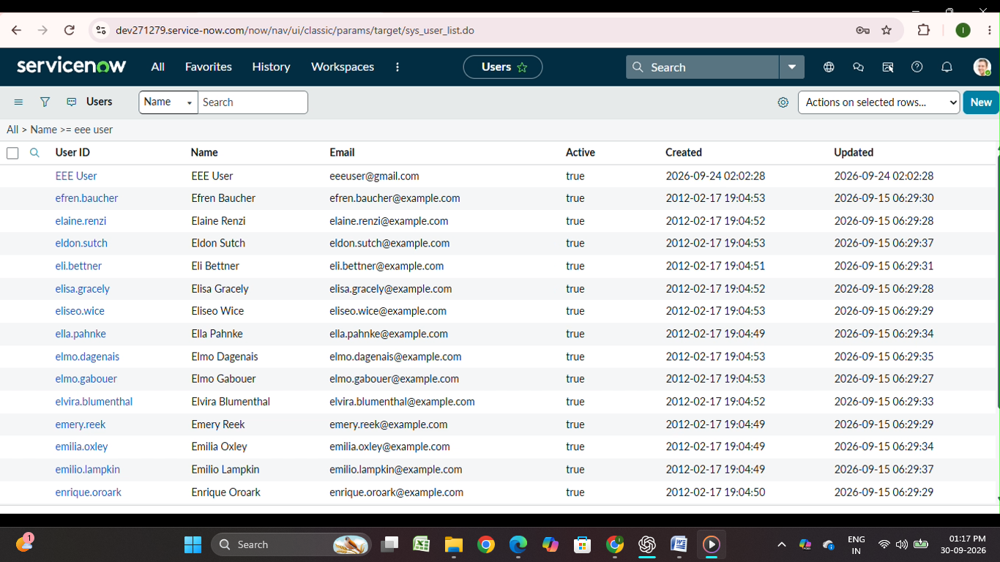 dev271279.service-now.com/now/nav/ui/classic/params/target/sys_user_list.do
I
servicenow All Favorites History Workspaces Users Search
Users Name Search Actions on selected rows... New
All > Name >= eee user
User ID Name Email Active Created Updated
EEE User EEE User eeeuser@gmail.com true 2026-09-24 02:02:28 2026-09-24 02:02:28
efren.baucher Efren Baucher efren.baucher@example.com true 2012-02-17 19:04:53 2026-09-15 06:29:30
elaine.renzi Elaine Renzi elaine.renzi@example.com true 2012-02-17 19:04:52 2026-09-15 06:29:28
eldon.sutch Eldon Sutch eldon.sutch@example.com true 2012-02-17 19:04:53 2026-09-15 06:29:37
eli.bettner Eli Bettner eli.bettner@example.com true 2012-02-17 19:04:51 2026-09-15 06:29:31
elisa.gracely Elisa Gracely elisa.gracely@example.com true 2012-02-17 19:04:52 2026-09-15 06:29:28
eliseo.wice Eliseo Wice eliseo.wice@example.com true 2012-02-17 19:04:53 2026-09-15 06:29:29
ella.pahnke Ella Pahnke ella.pahnke@example.com true 2012-02-17 19:04:49 2026-09-15 06:29:34
elmo.dagenais Elmo Dagenais elmo.dagenais@example.com true 2012-02-17 19:04:53 2026-09-15 06:29:35
elmo.gabouer Elmo Gabouer elmo.gabouer@example.com true 2012-02-17 19:04:53 2026-09-15 06:29:27
elvira.blumenthal Elvira Blumenthal elvira.blumenthal@example.com true 2012-02-17 19:04:52 2026-09-15 06:29:33
emery.reek Emery Reek emery.reek@example.com true 2012-02-17 19:04:49 2026-09-15 06:29:29
emilia.oxley Emilia Oxley emilia.oxley@example.com true 2012-02-17 19:04:49 2026-09-15 06:29:34
emilio.lampkin Emilio Lampkin emilio.lampkin@example.com true 2012-02-17 19:04:49 2026-09-15 06:29:37
enrique.oroark Enrique Oroark enrique.oroark@example.com true 2012-02-17 19:04:50 2026-09-15 06:29:29
1 Search ENG 01:17 PM
IN 30-09-2026